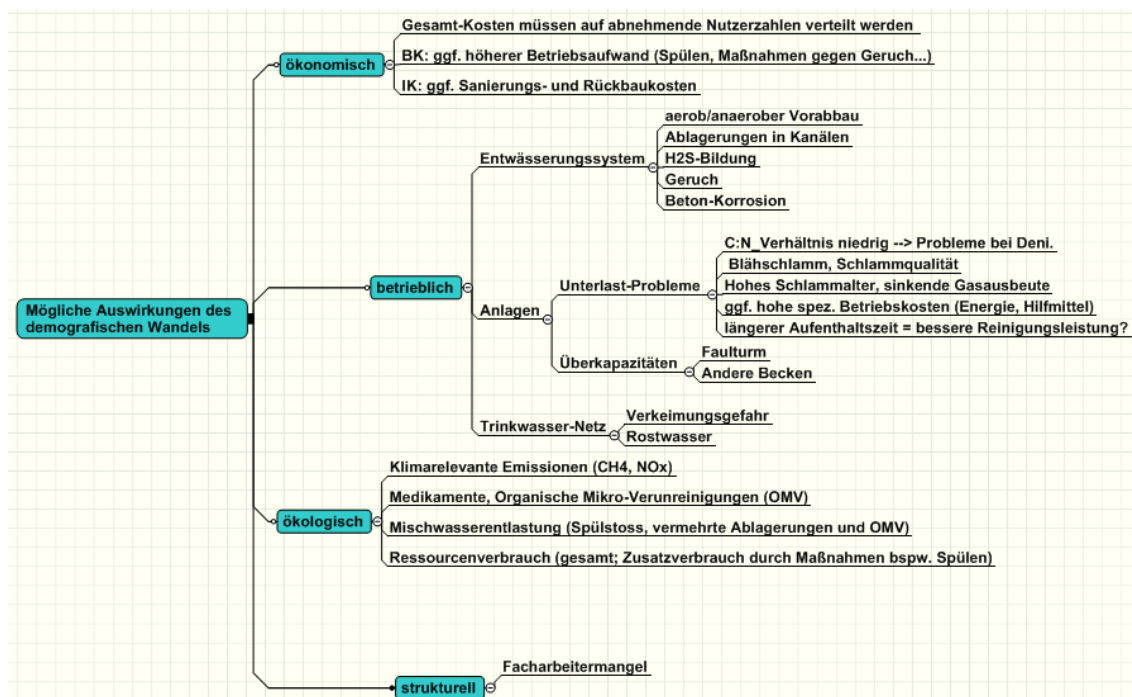 Mögliche Auswirkungen des
demografischen Wandels
ökonomisch
Gesamt-Kosten müssen auf abnehmende Nutzerzahlen verteilt werden
BK: ggf. höherer Betriebsaufwand (Spülen, Maßnahmen gegen Geruch...)
IK: ggf. Sanierungs- und Rückbaukosten
betrieblich
Entwässerungssystem
aerob/anaerober Vorabbau
Ablagerungen in Kanälen
H2S-Bildung
Geruch
Beton-Korrosion
Anlagen
Unterlast-Probleme
C:N_Verhältnis niedrig --> Probleme bei Deni.
Blähschlamm, Schlammqualität
Hohes Schlammalter, sinkende Gasausbeute
ggf. hohe spez. Betriebskosten (Energie, Hilfmittel)
längerer Aufenthaltszeit = bessere Reinigungsleistung?
Überkapazitäten
Faulturm
Andere Becken
Trinkwasser-Netz
Verkeimungsgefahr
Rostwasser
ökologisch
Klimarelevante Emissionen (CH4, NOx)
Medikamente, Organische Mikro-Verunreinigungen (OMV)
Mischwasserentlastung (Spülstoss, vermehrte Ablagerungen und OMV)
Ressourcenverbrauch (gesamt; Zusatzverbrauch durch Maßnahmen bspw. Spülen)
strukturell
Facharbeitermangel